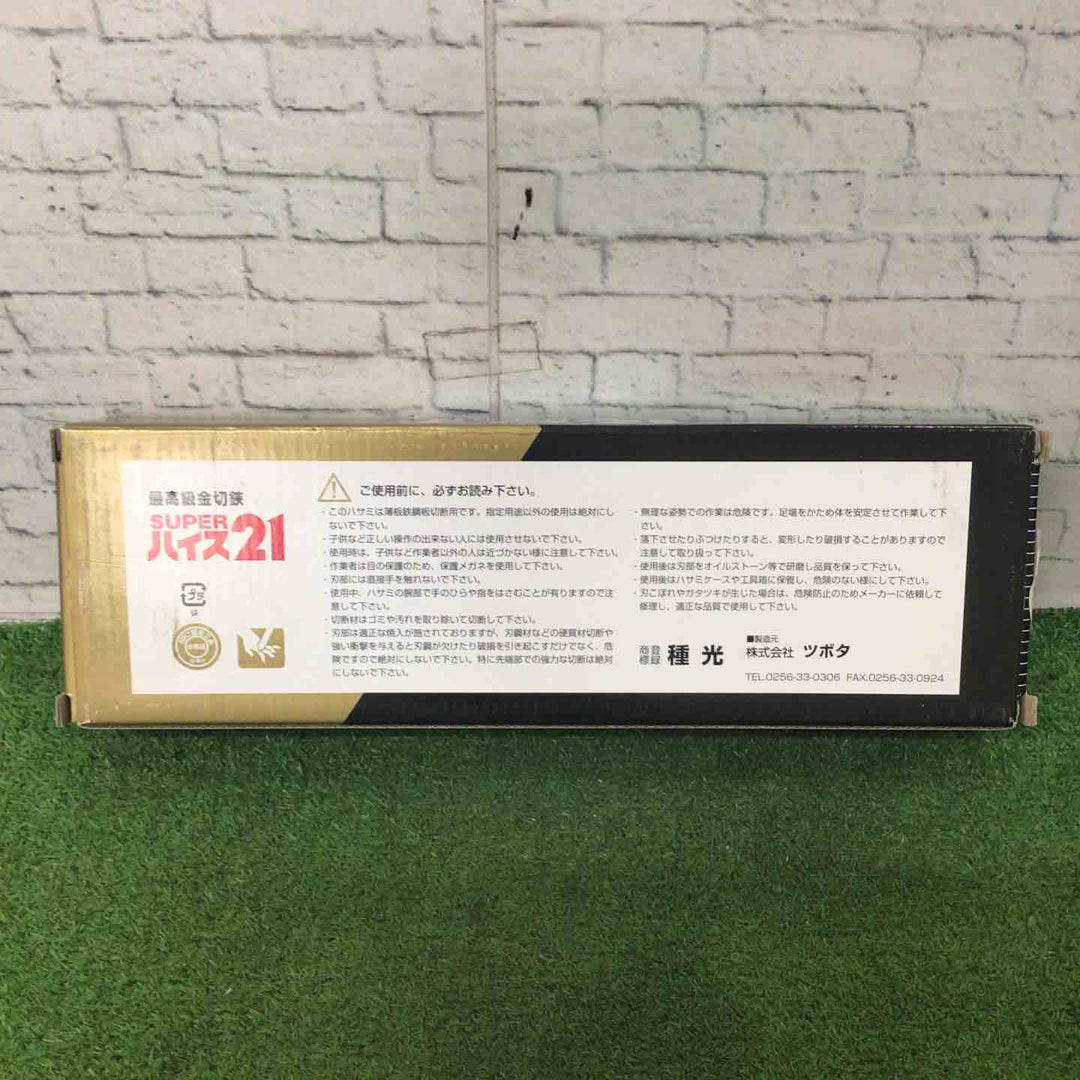 最高級金切鋏
SUPER
ハイス21
プラ
袋
ご使用前に、必ずお読み下さい。
・このハサミは薄板鉄鋼板切断用です。指定用途以外の使用は絶対にし
ないで下さい。
・子供など正しい操作の出来ない人には使用させないで下さい。
・使用時は、子供など作業者以外の人は近づかない様に注意して下さい。
・作業者は目の保護のため、保護メガネを使用して下さい。
・刃部には直接手を触れないで下さい。
・使用中、ハサミの腕部で手のひらや指をはさむことが有りますので注
意して下さい。
・切断材はゴミや汚れを取り除いて切断して下さい。
・刃部は適正な焼入が施されておりますが、刃鋼材などの硬質材切断や
強い衝撃を与えると刃鋼が欠けたり破損を引き起こすだけでなく、危
険ですので絶対にしないで下さい。特に先端部での強力な切断は絶対
にしないで下さい。
・無理な姿勢での作業は危険です。足場をかため体を安定させて作業して下
さい。
・落下させたりぶつけたりすると、変形したり破損することがありますので
注意して取り扱って下さい。
・使用後は刃部をオイルストーン等で研磨し品質を保って下さい。
・使用後はハサミケースや工具箱に保管し、危険のない様にして下さい。
・刃こぼれやガタツキが生じた場合は、危険防止のためメーカーに依頼して
修理し、適正な品質で使用して下さい。
登録商標 種光
■製造元
株式会社 ツボタ
TEL.0256-33-0306 FAX.0256-33-0924